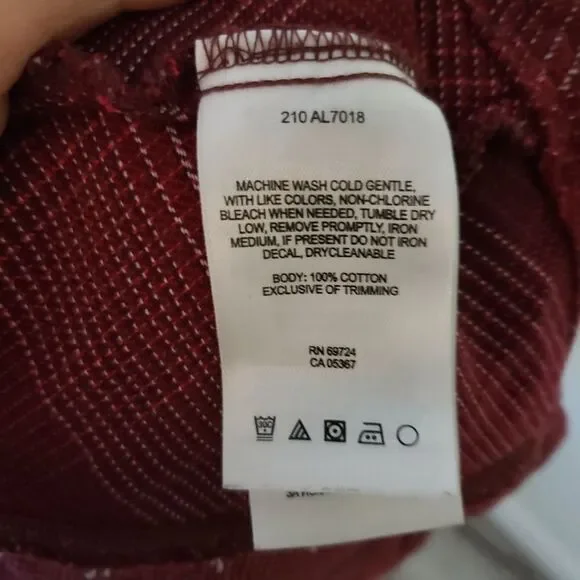 210 AL7018
MACHINE WASH COLD GENTLE,
WITH LIKE COLORS, NON-CHLORINE
BLEACH WHEN NEEDED, TUMBLE DRY
LOW, REMOVE PROMPTLY, IRON
MEDIUM, IF PRESENT DO NOT IRON
DECAL, DRYCLEANABLE
BODY: 100% COTTON
EXCLUSIVE OF TRIMMING
RN 69724
CA 05367
30C